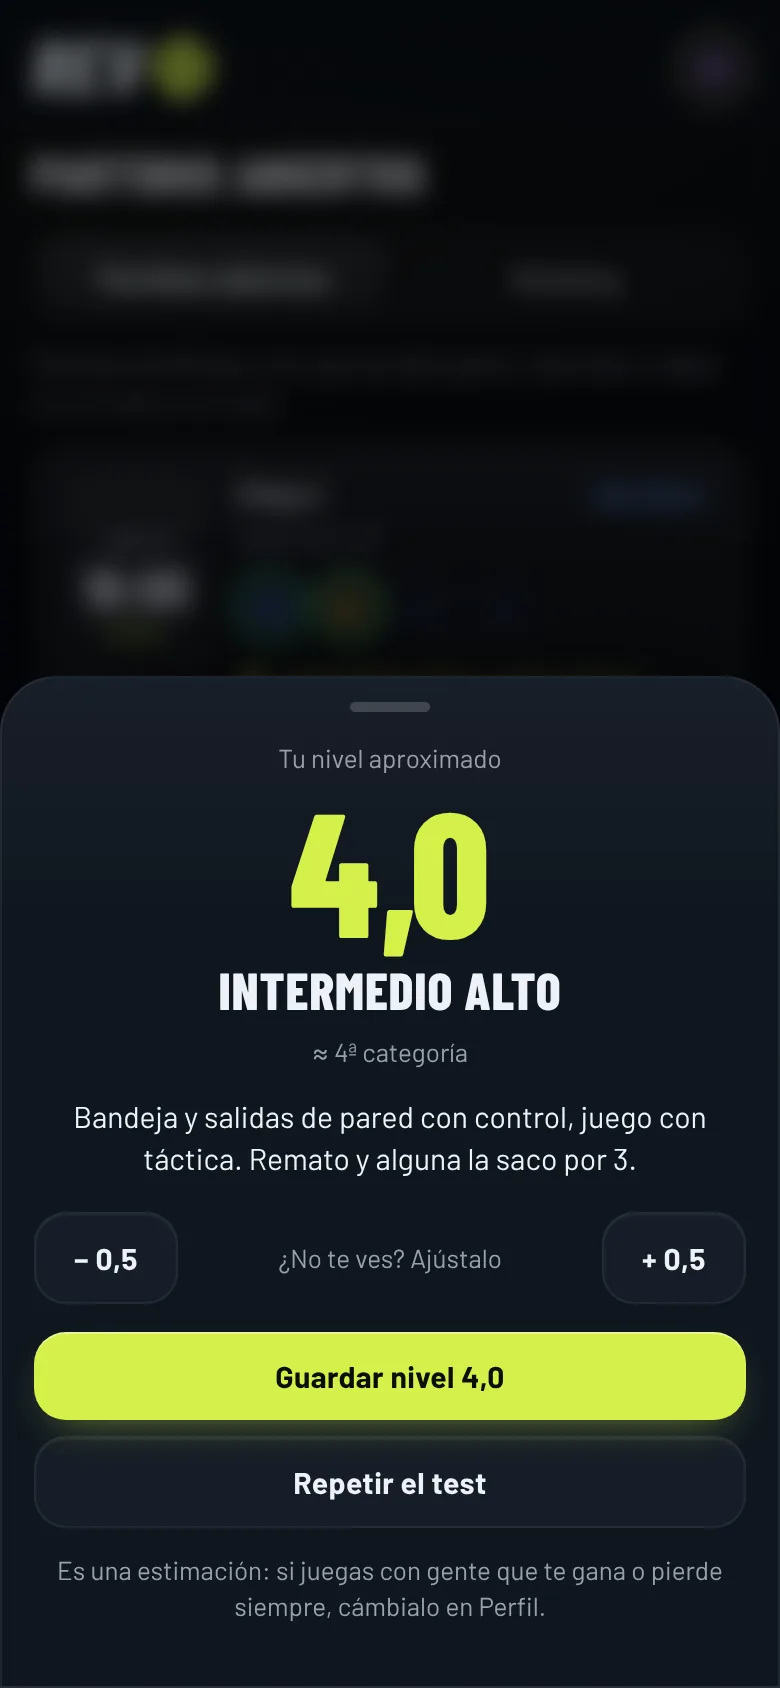 Tu nivel aproximado
4,0
INTERMEDIO ALTO
≈ 4ª categoría
Bandeja y salidas de pared con control, juego con
táctica. Remato y alguna la saco por 3.
– 0,5
¿No te ves? Ajústalo
+ 0,5
Guardar nivel 4,0
Repetir el test
Es una estimación: si juegas con gente que te gana o pierde
siempre, cámbialo en Perfil.